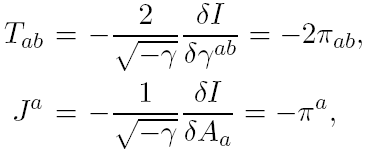 T_{ab} = -\frac{2}{\sqrt{-\gamma}} \frac{\delta I}{\delta \gamma^{ab}} = -2\pi_{ab},
J^a = -\frac{1}{\sqrt{-\gamma}} \frac{\delta I}{\delta A_a} = -\pi^a,